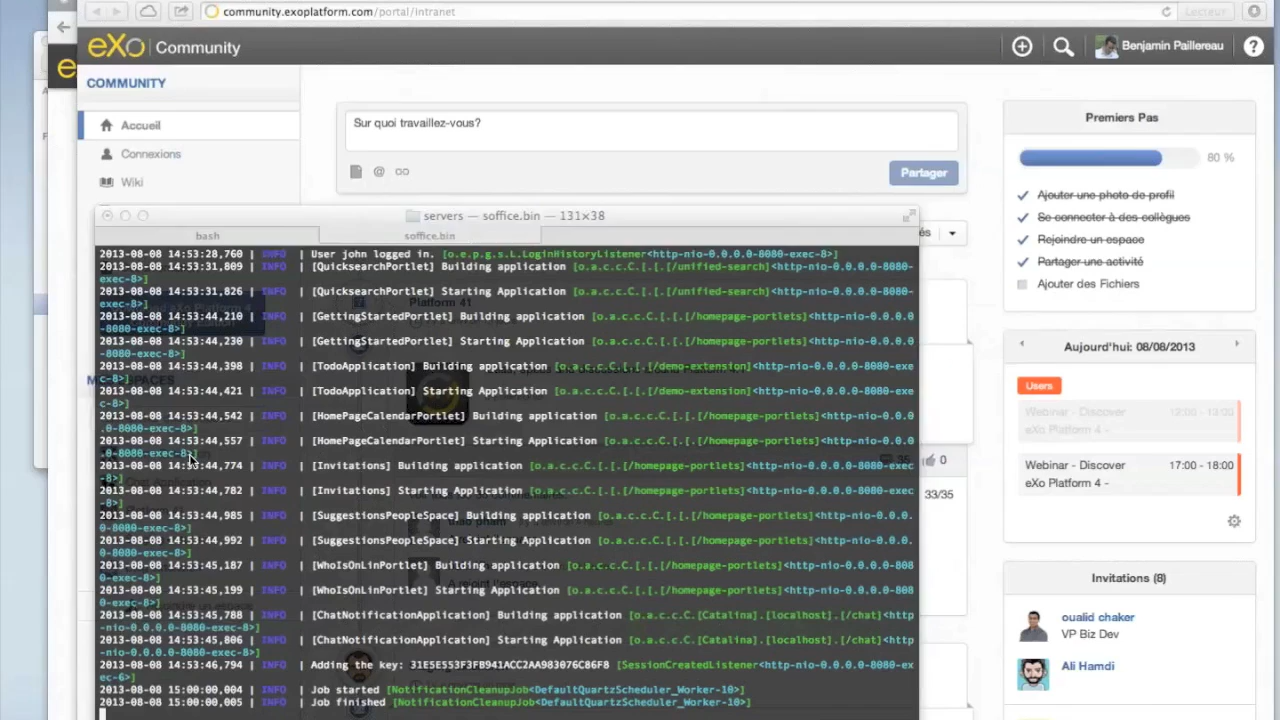 community.exoplatform.com/portal/intranet
Lecteur
eXo Community
Benjamin Paillereau
COMMUNITY
Accueil
Connexions
Wiki
Sur quoi travaillez-vous?
Partager
Premiers Pas
80 %
Ajouter une photo de profil
Se connecter à des collègues
Rejoindre un espace
Partager une activité
Ajouter des Fichiers
servers — soffice.bin — 131×38
bash
soffice.bin
2013-08-08 14:53:28,760 | INFO | User john logged in. [o.e.p.g.s.L.LoginHistoryListener<http-nio-0.0.0.0-8080-exec-8>]
2013-08-08 14:53:31,809 | INFO | [QuicksearchPortlet] Building application [o.a.c.c.C.[.[.[/unified-search]<http-nio-0.0.0.0-8080-
exec-8>]
2013-08-08 14:53:31,826 | INFO | [QuicksearchPortlet] Starting Application [o.a.c.c.C.[.[.[/unified-search]<http-nio-0.0.0.0-8080-
exec-8>]
2013-08-08 14:53:44,210 | INFO | [GettingStartedPortlet] Building application [o.a.c.c.C.[.[.[/homepage-portlets]<http-nio-0.0.0.0
-8080-exec-8>]
2013-08-08 14:53:44,230 | INFO | [GettingStartedPortlet] Starting Application [o.a.c.c.C.[.[.[/homepage-portlets]<http-nio-0.0.0.0
-8080-exec-8>]
2013-08-08 14:53:44,398 | INFO | [TodoApplication] Building application [o.a.c.c.C.[.[.[/demo-extension]<http-nio-0.0.0.0-8080-exe
c-8>]
2013-08-08 14:53:44,421 | INFO | [TodoApplication] Starting Application [o.a.c.c.C.[.[.[/demo-extension]<http-nio-0.0.0.0-8080-exe
c-8>]
2013-08-08 14:53:44,542 | INFO | [HomePageCalendarPortlet] Building application [o.a.c.c.C.[.[.[/homepage-portlets]<http-nio-0.0.0
.0-8080-exec-8>]
2013-08-08 14:53:44,557 | INFO | [HomePageCalendarPortlet] Starting Application [o.a.c.c.C.[.[.[/homepage-portlets]<http-nio-0.0.0
.0-8080-exec-8>]
2013-08-08 14:53:44,774 | INFO | [Invitations] Building application [o.a.c.c.C.[.[.[/homepage-portlets]<http-nio-0.0.0.0-8080-exec
-8>]
2013-08-08 14:53:44,782 | INFO | [Invitations] Starting Application [o.a.c.c.C.[.[.[/homepage-portlets]<http-nio-0.0.0.0-8080-exec
-8>]
2013-08-08 14:53:44,985 | INFO | [SuggestionsPeopleSpace] Building application [o.a.c.c.C.[.[.[/homepage-portlets]<http-nio-0.0.0.
0-8080-exec-8>]
2013-08-08 14:53:44,992 | INFO | [SuggestionsPeopleSpace] Starting Application [o.a.c.c.C.[.[.[/homepage-portlets]<http-nio-0.0.0.
0-8080-exec-8>]
2013-08-08 14:53:45,187 | INFO | [WhoIsOnLinPortlet] Building application [o.a.c.c.C.[.[.[/homepage-portlets]<http-nio-0.0.0.0-808
0-exec-8>]
2013-08-08 14:53:45,199 | INFO | [WhoIsOnLinPortlet] Starting Application [o.a.c.c.C.[.[.[/homepage-portlets]<http-nio-0.0.0.0-808
0-exec-8>]
2013-08-08 14:53:45,783 | INFO | [ChatNotificationApplication] Building application [o.a.c.c.C.[Catalina].[localhost].[/chat]<http
-nio-0.0.0.0-8080-exec-8>]
2013-08-08 14:53:45,806 | INFO | [ChatNotificationApplication] Starting Application [o.a.c.c.C.[Catalina].[localhost].[/chat]<http
-nio-0.0.0.0-8080-exec-8>]
2013-08-08 14:53:46,794 | INFO | Adding the key: 31E5E553F3FB941ACC2AA983076C86F8 [SessionCreatedListener<http-nio-0.0.0.0-8080-ex
ec-6>]
2013-08-08 15:00:00,004 | INFO | Job started [NotificationCleanupJob<DefaultQuartzScheduler_Worker-10>]
2013-08-08 15:00:00,005 | INFO | Job finished [NotificationCleanupJob<DefaultQuartzScheduler_Worker-10>]
Platform 41
0
33/35
Aujourd'hui: 08/08/2013
Users
Webinar - Discover 12:00 - 13:00
eXo Platform 4 -
Webinar - Discover 17:00 - 18:00
eXo Platform 4 -
Invitations (8)
oualid chaker
VP Biz Dev
Ali Hamdi